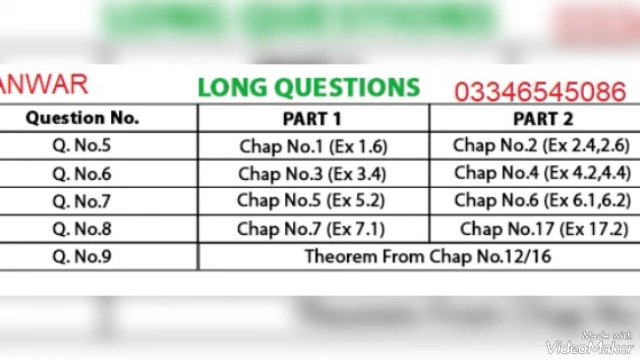 LONG QUESTIONS
ANWAR LONG QUESTIONS 03346545086
Question No. PART 1 PART 2
Q. No.5 Chap No.1 (Ex 1.6) Chap No.2 (Ex 2.4,2.6)
Q. No.6 Chap No.3 (Ex 3.4) Chap No.4 (Ex 4.2,4.4)
Q. No.7 Chap No.5 (Ex 5.2) Chap No.6 (Ex 6.1,6.2)
Q. No.8 Chap No.7 (Ex 7.1) Chap No.17 (Ex 17.2)
Q. No.9 Theorem From Chap No.12/16
Made with
VideoMaker